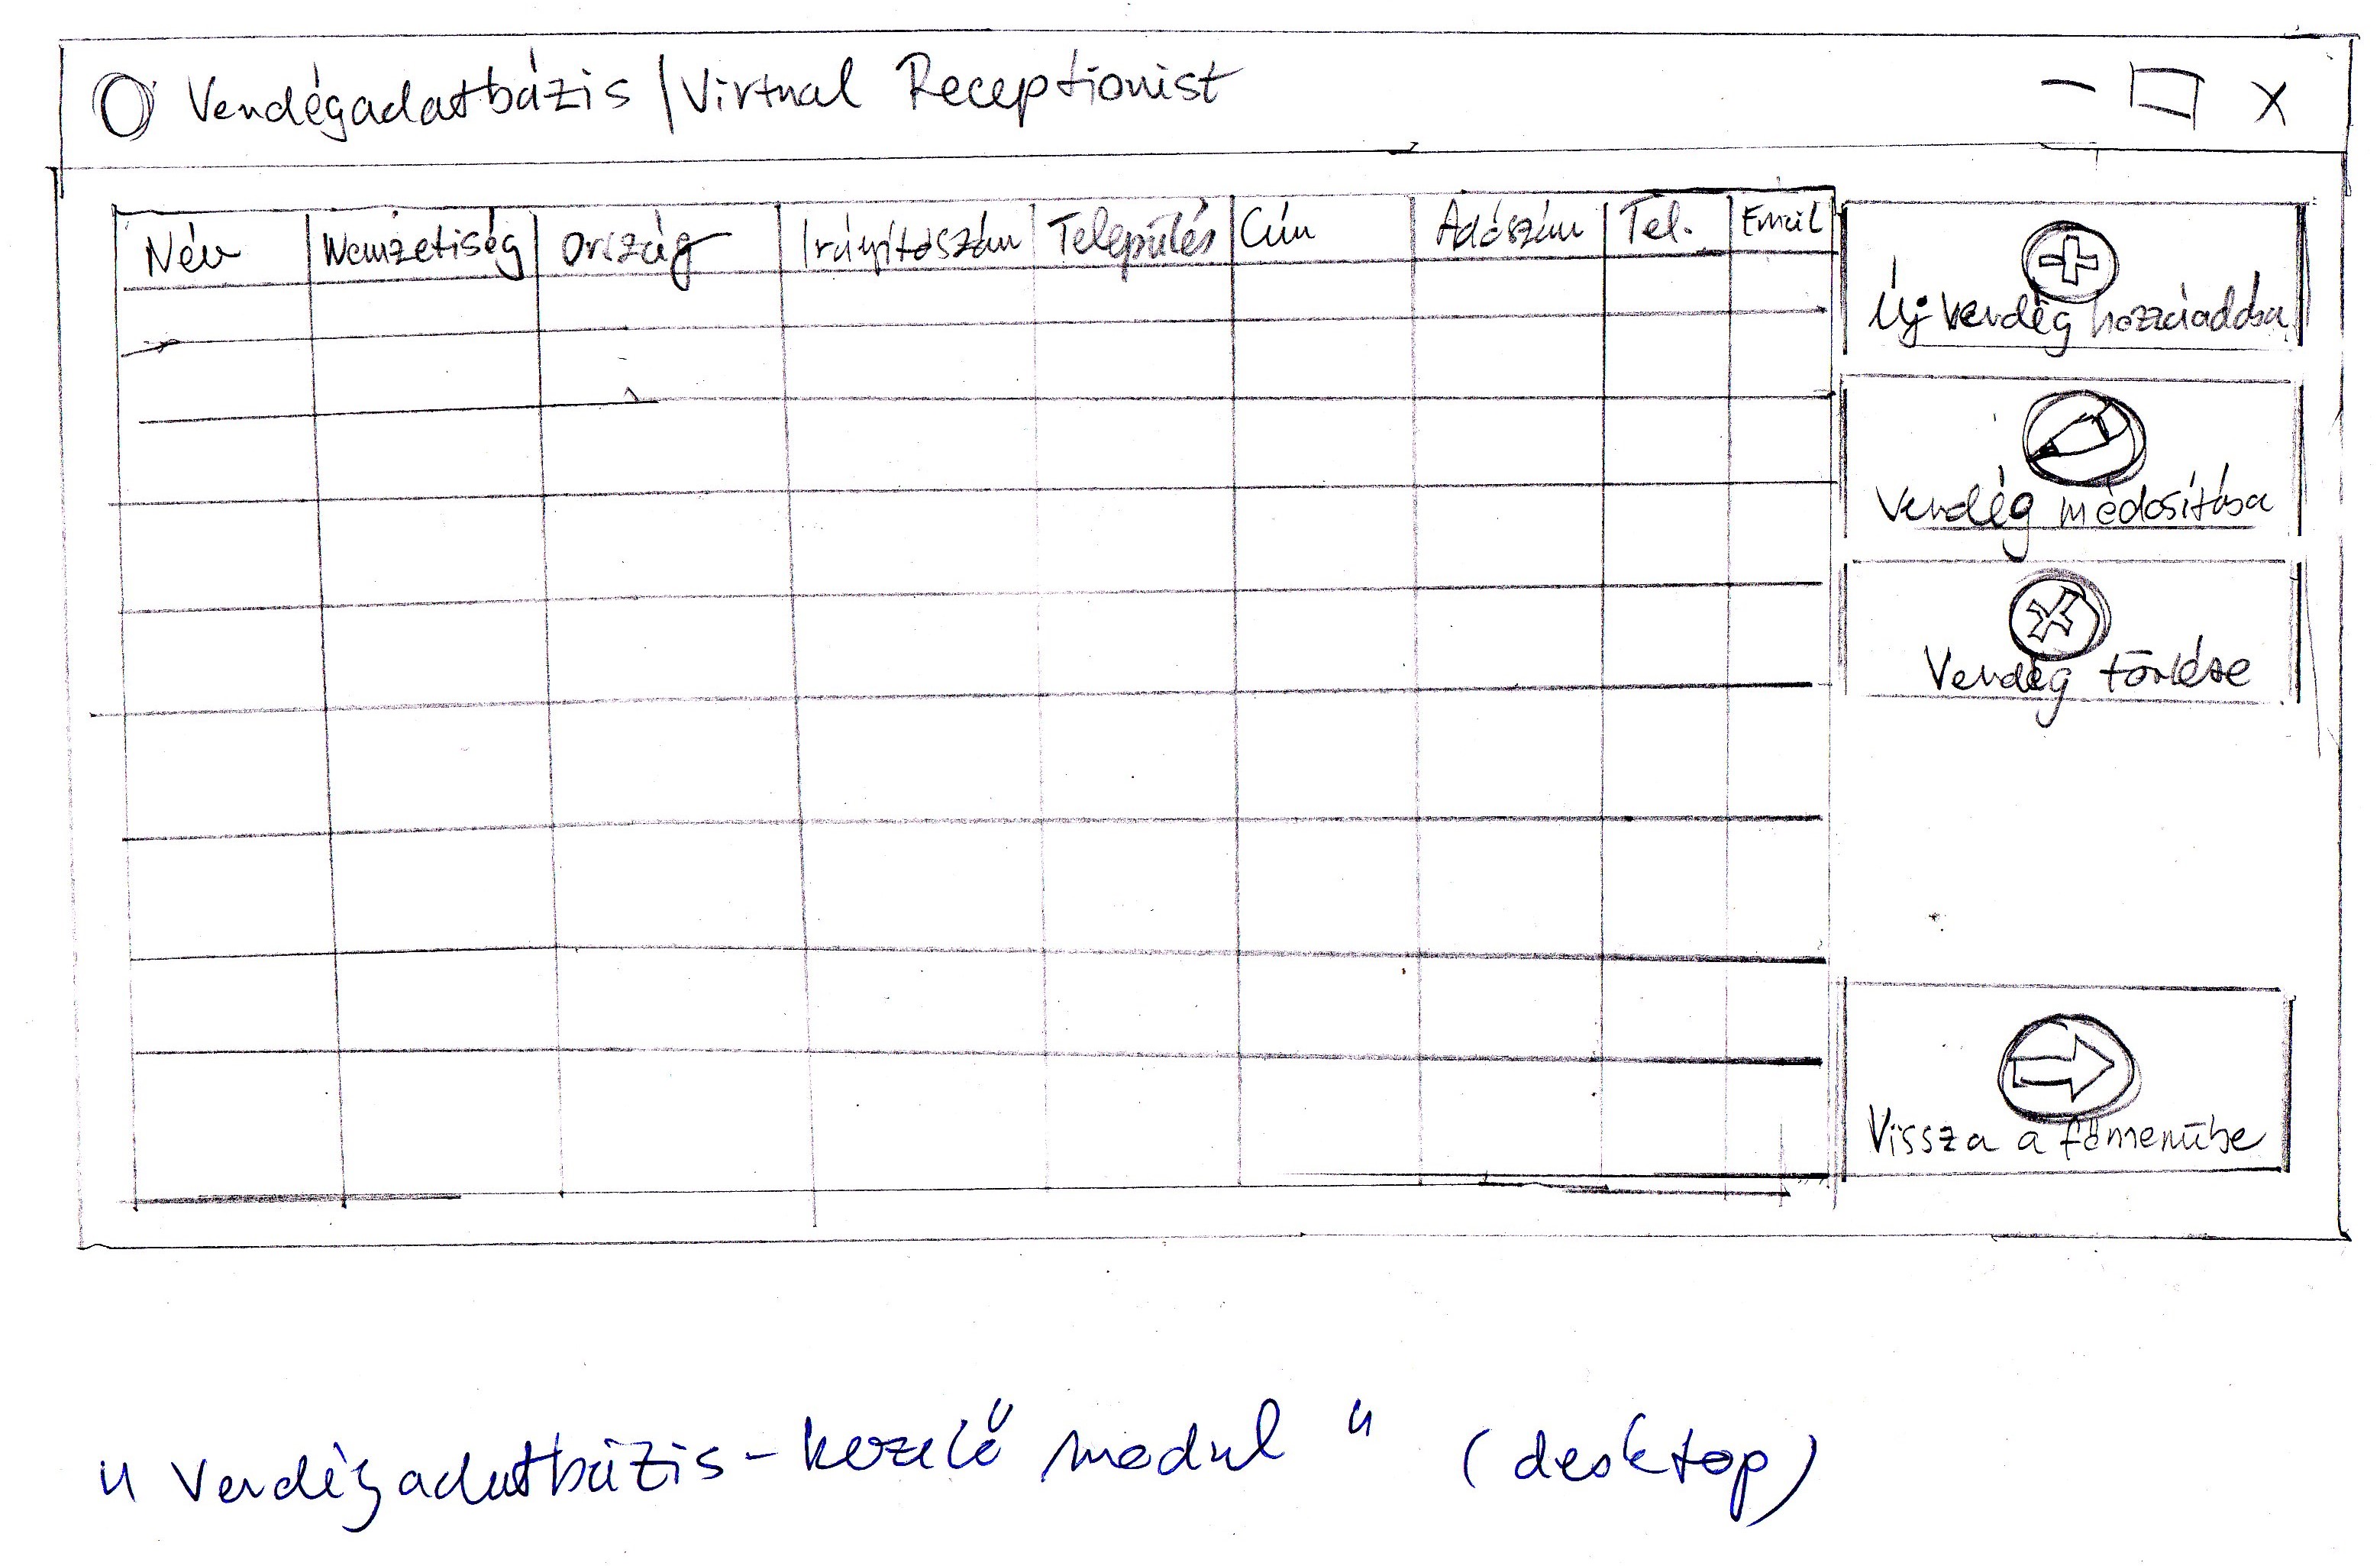 Vendégadatbázis | Virtual Receptionist
Név Nemzetiség Ország Irányítószám Település Cím Adószám Tel. Email
Új vendég hozzáadása
Vendég módosítása
Vendég törlése
Vissza a főmenübe
"Vendégadatbázis-kezelő modul" (desktop)